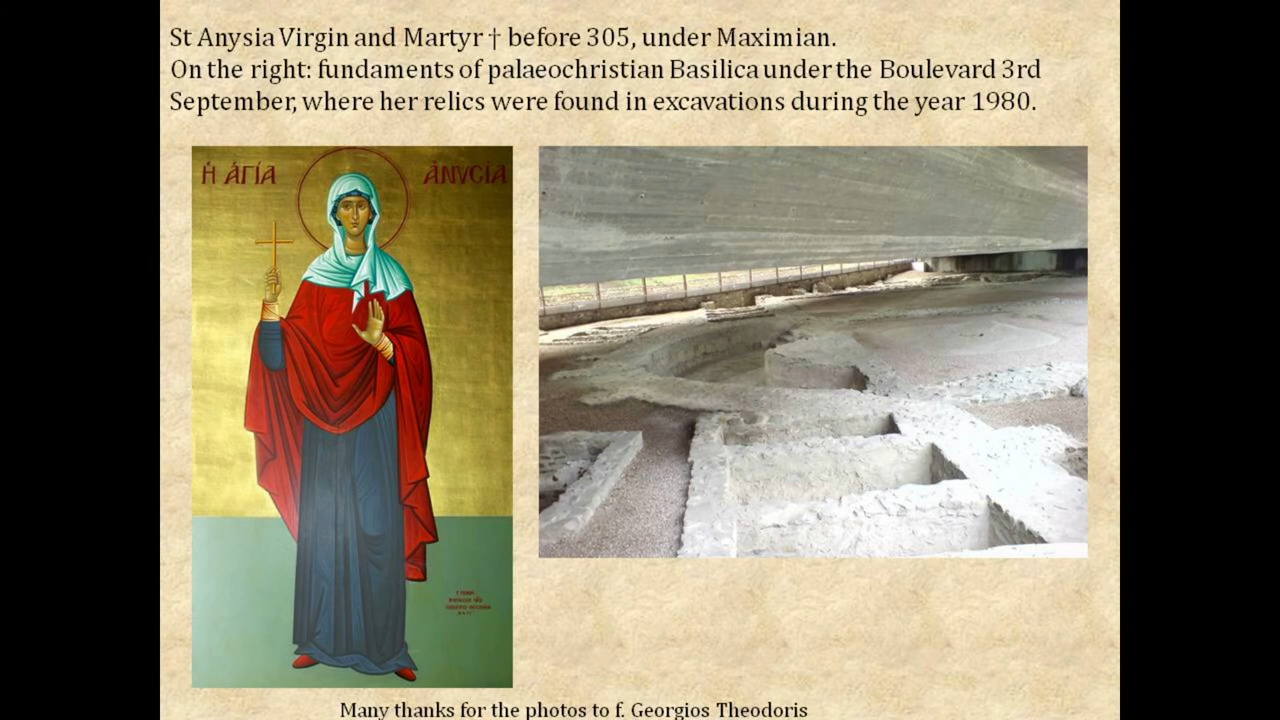 St Anysia Virgin and Martyr † before 305, under Maximian.
On the right: fundaments of palaeochristian Basilica under the Boulevard 3rd
September, where her relics were found in excavations during the year 1980.
Ἡ ἉΓΊΑ ἈΝΥCΊΑ
Many thanks for the photos to f. Georgios Theodoris